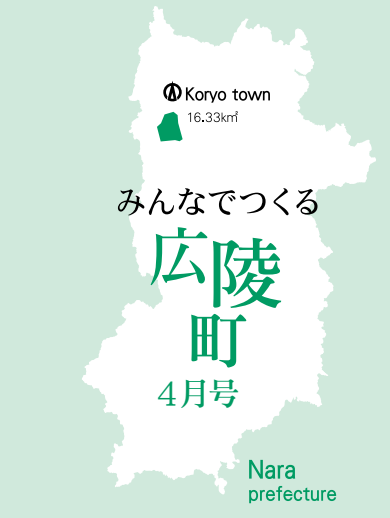 Koryo town
16.33k㎡
みんなでつくる
広陵
町
4月号
Nara
prefecture